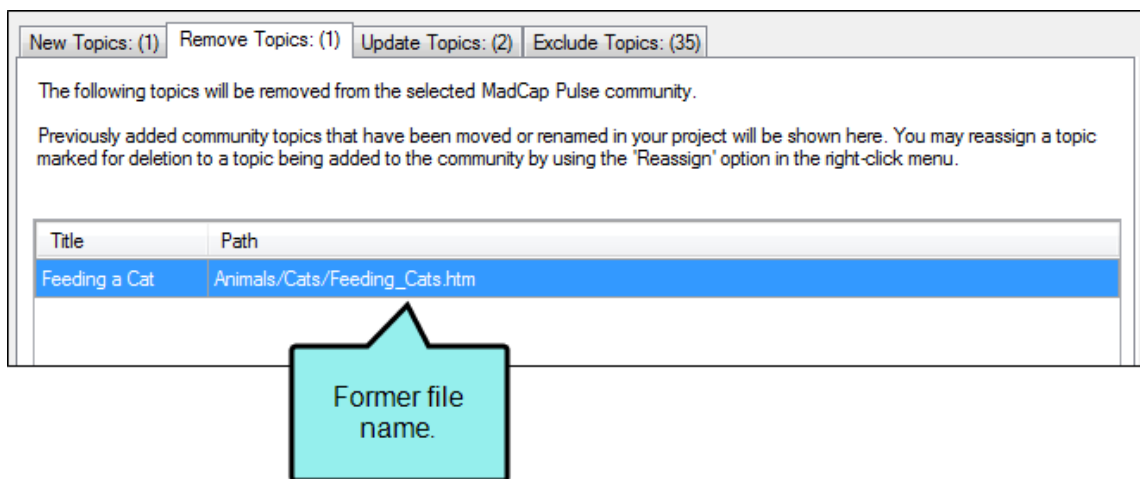 New Topics: (1) Remove Topics: (1) Update Topics: (2) Exclude Topics: (35)
The following topics will be removed from the selected MadCap Pulse community.
Previously added community topics that have been moved or renamed in your project will be shown here. You may reassign a topic
marked for deletion to a topic being added to the community by using the "Reassign" option in the right-click menu.
Title Path
Feeding a Cat Animals/Cats/Feeding_Cats.htm
Former file
name.